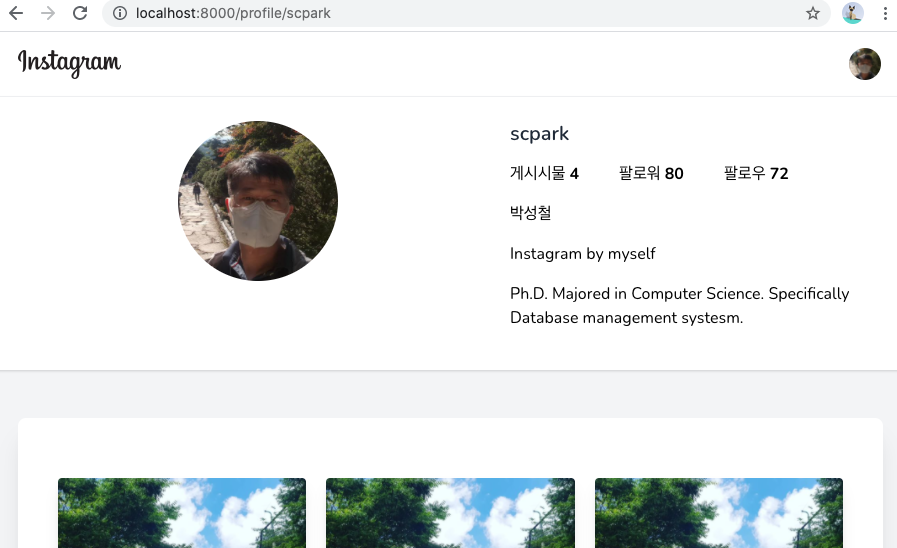 localhost:8000/profile/scpark
Instagram
scpark
게시시물 4 팔로워 80 팔로우 72
박성철
Instagram by myself
Ph.D. Majored in Computer Science. Specifically
Database management systesm.